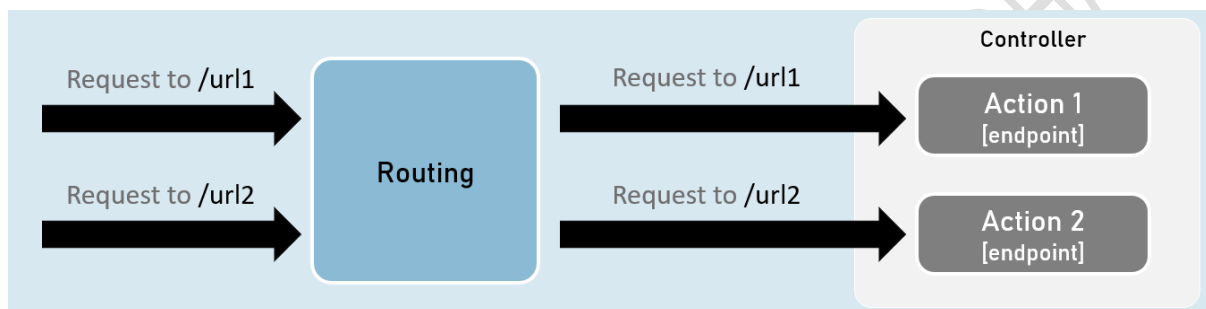 Controller
Request to /url1
Request to /url1
Action 1
[endpoint]
Routing
Request to /url2
Request to /url2
Action 2
[endpoint]